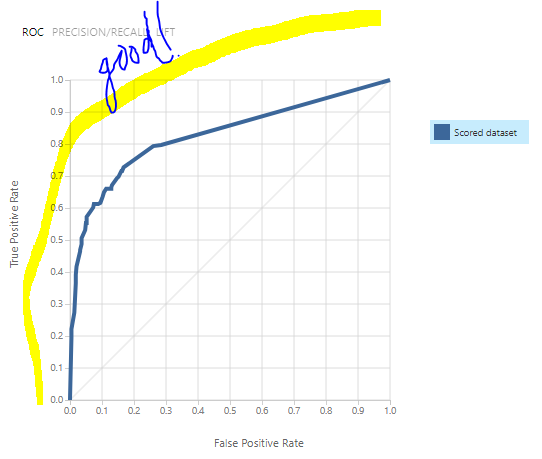 ROC PRECISION/RECALL LIFT
good!
1.0
0.9
0.8
0.7
0.6
0.5
0.4
0.3
0.2
0.1
0.0
True Positive Rate
0.0 0.1 0.2 0.3 0.4 0.5 0.6 0.7 0.8 0.9 1.0
False Positive Rate
Scored dataset